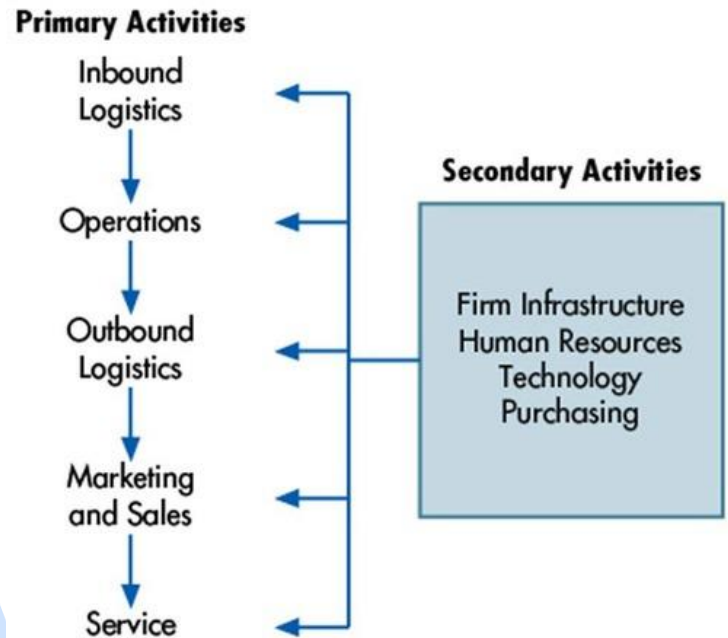 Primary Activities
Inbound
Logistics
Operations
Outbound
Logistics
Marketing
and Sales
Service
Secondary Activities
Firm Infrastructure
Human Resources
Technology
Purchasing